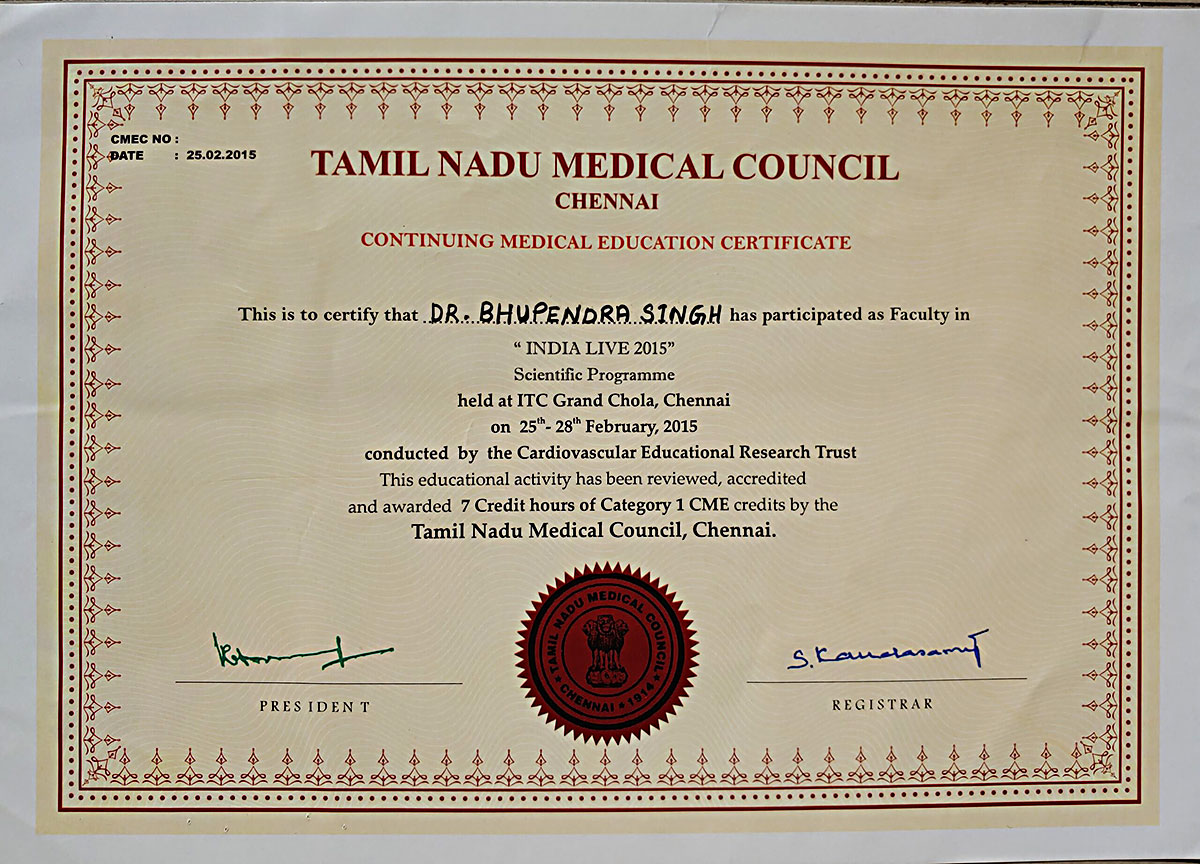 CMEC NO :
DATE : 25.02.2015
TAMIL NADU MEDICAL COUNCIL
CHENNAI
CONTINUING MEDICAL EDUCATION CERTIFICATE
This is to certify that DR. BHUPENDRA SINGH has participated as Faculty in
“ INDIA LIVE 2015”
Scientific Programme
held at ITC Grand Chola, Chennai
on 25th- 28th February, 2015
conducted by the Cardiovascular Educational Research Trust
This educational activity has been reviewed, accredited
and awarded 7 Credit hours of Category 1 CME credits by the
Tamil Nadu Medical Council, Chennai.
TAMIL NADU MEDICAL COUNCIL
CHENNAI ★ 1914 ★
S. Kandasamy
PRESIDENT
REGISTRAR